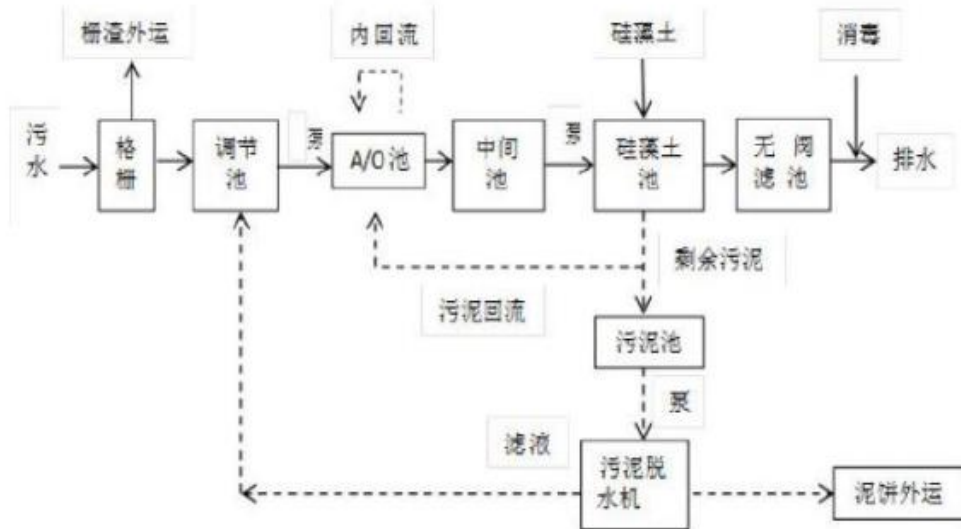 栅渣外运
内回流
硅藻土
消毒
污
水
格
栅
调节
池
泵
A/O 池
中间
池
泵
硅藻土
池
无 阀
滤 池
排水
剩余污泥
污泥回流
污泥池
泵
滤液
污泥脱
水机
泥饼外运